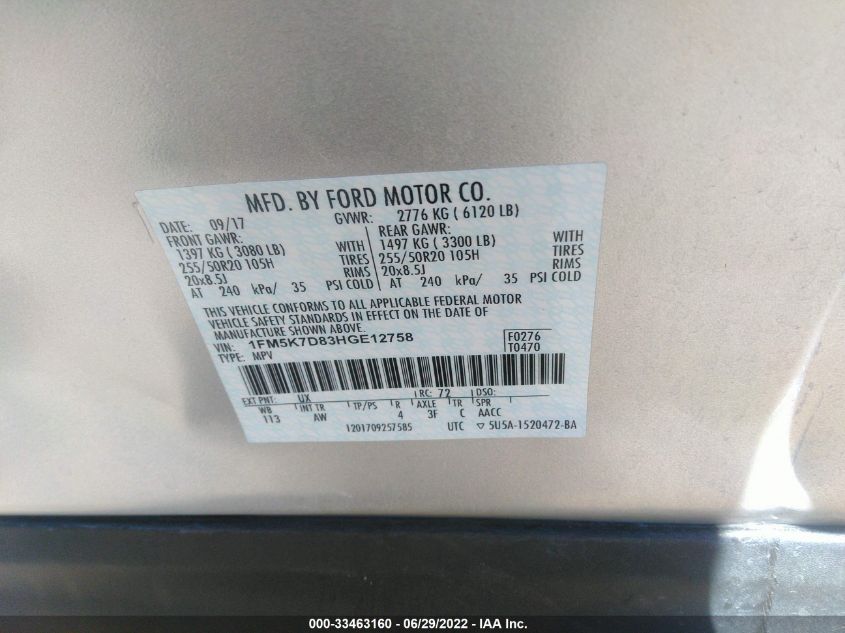 MFD. BY FORD MOTOR CO.
DATE: 09/17 GVWR: 2776 KG ( 6120 LB)
FRONT GAWR: REAR GAWR:
1397 KG ( 3080 LB) WITH 1497 KG ( 3300 LB) WITH
255/50R20 105H TIRES 255/50R20 105H TIRES
20x8.5J RIMS 20x8.5J RIMS
AT 240 kPa/ 35 PSI COLD AT 240 kPa/ 35 PSI COLD
THIS VEHICLE CONFORMS TO ALL APPLICABLE FEDERAL MOTOR
VEHICLE SAFETY STANDARDS IN EFFECT ON THE DATE OF
MANUFACTURE SHOWN ABOVE.
VIN: 1FM5K7D83HGE12758 F0276
TYPE: MPV T0470
EXT PNT: UX RC: 72 DSO:
WB INT TR TP/PS R AXLE TR SPR
113 AW 4 3F C AACC
1201709257585 UTC ▽ 5U5A-1520472-BA
000-33463160 - 06/29/2022 - IAA Inc.